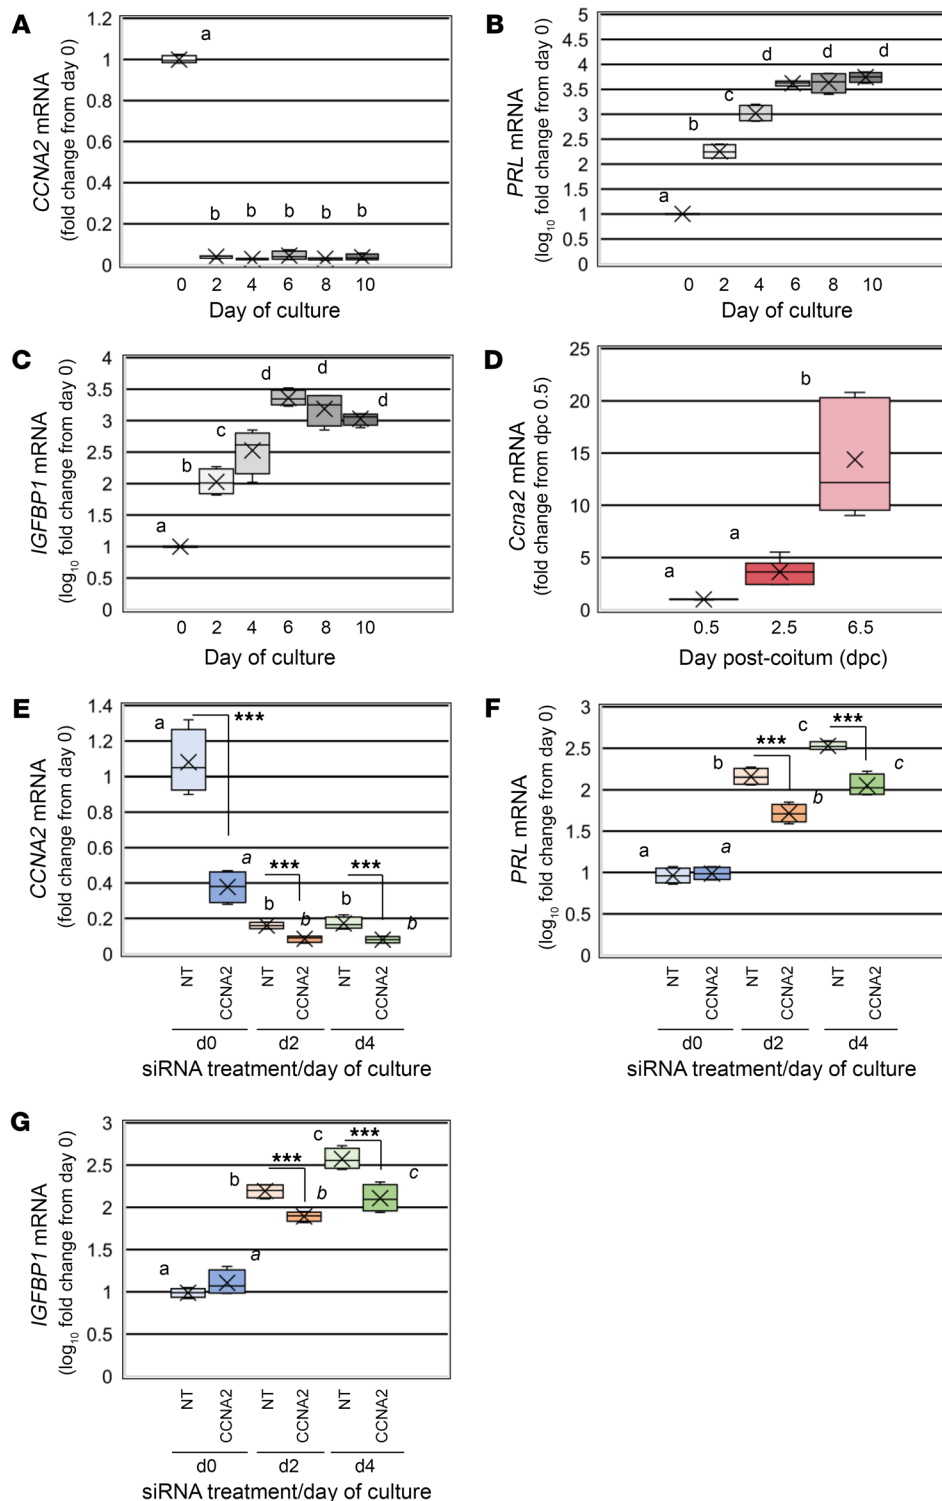 A
CCNA2 mRNA
(fold change from day 0)
1.2
1
0.8
0.6
0.4
0.2
0
a
b b b b b
0 2 4 6 8 10
Day of culture
B
PRL mRNA
(log10 fold change from day 0)
5
4.5
4
3.5
3
2.5
2
1.5
1
0.5
0
a b c d d d
0 2 4 6 8 10
Day of culture
C
IGFBP1 mRNA
(log10 fold change from day 0)
4
3.5
3
2.5
2
1.5
1
0.5
0
a b c d d d
0 2 4 6 8 10
Day of culture
D
Ccna2 mRNA
(fold change from dpc 0.5)
25
20
15
10
5
0
a a b
0.5 2.5 6.5
Day post-coitum (dpc)
E
CCNA2 mRNA
(fold change from day 0)
1.4
1.2
1
0.8
0.6
0.4
0.2
0
a *** a b *** b b *** b
NT CCNA2 NT CCNA2 NT CCNA2
d0 d2 d4
siRNA treatment/day of culture
F
PRL mRNA
(log10 fold change from day 0)
3
2.5
2
1.5
1
0.5
0
a a b *** b c *** c
NT CCNA2 NT CCNA2 NT CCNA2
d0 d2 d4
siRNA treatment/day of culture
G
IGFBP1 mRNA
(log10 fold change from day 0)
3
2.5
2
1.5
1
0.5
0
a a b *** b c *** c
NT CCNA2 NT CCNA2 NT CCNA2
d0 d2 d4
siRNA treatment/day of culture